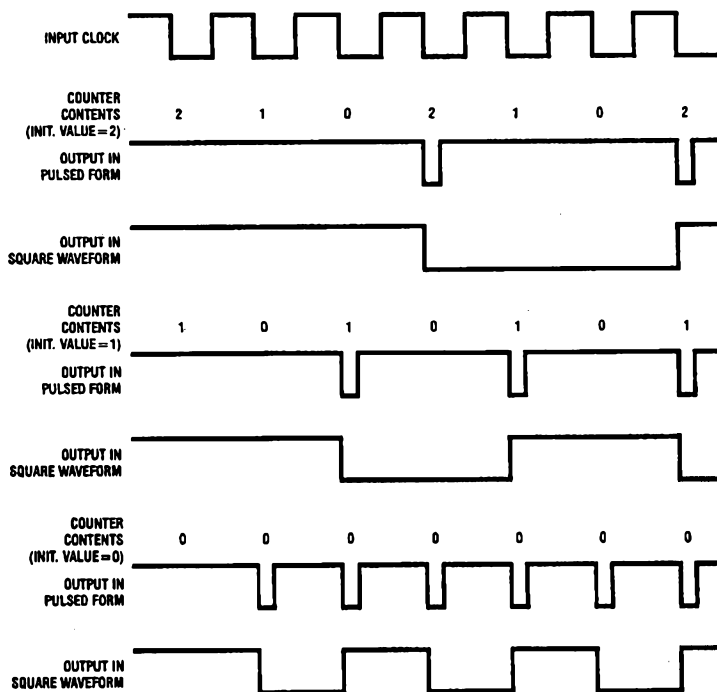 INPUT CLOCK
COUNTER
CONTENTS
(INIT. VALUE=2)
2 1 0 2 1 0 2
OUTPUT IN
PULSED FORM
OUTPUT IN
SQUARE WAVEFORM
COUNTER
CONTENTS
(INIT. VALUE=1)
1 0 1 0 1 0 1
OUTPUT IN
PULSED FORM
OUTPUT IN
SQUARE WAVEFORM
COUNTER
CONTENTS
(INIT. VALUE=0)
0 0 0 0 0 0 0
OUTPUT IN
PULSED FORM
OUTPUT IN
SQUARE WAVEFORM